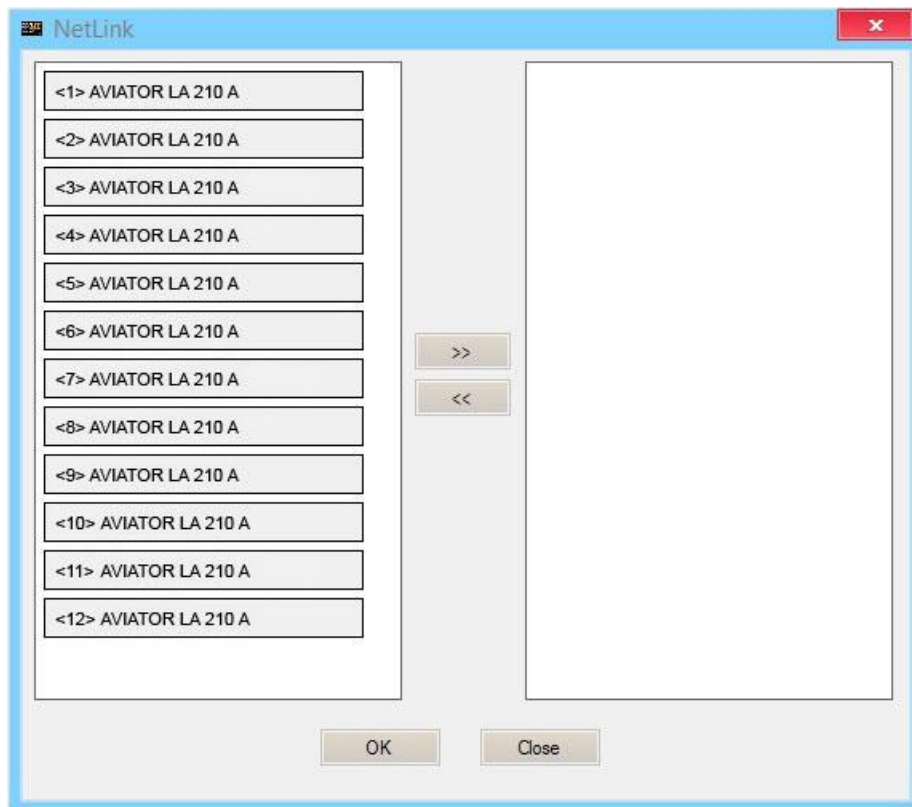 NetLink
<1> AVIATOR LA 210 A
<2> AVIATOR LA 210 A
<3> AVIATOR LA 210 A
<4> AVIATOR LA 210 A
<5> AVIATOR LA 210 A
<6> AVIATOR LA 210 A
<7> AVIATOR LA 210 A
<8> AVIATOR LA 210 A
<9> AVIATOR LA 210 A
<10> AVIATOR LA 210 A
<11> AVIATOR LA 210 A
<12> AVIATOR LA 210 A
>>
<<
OK Close